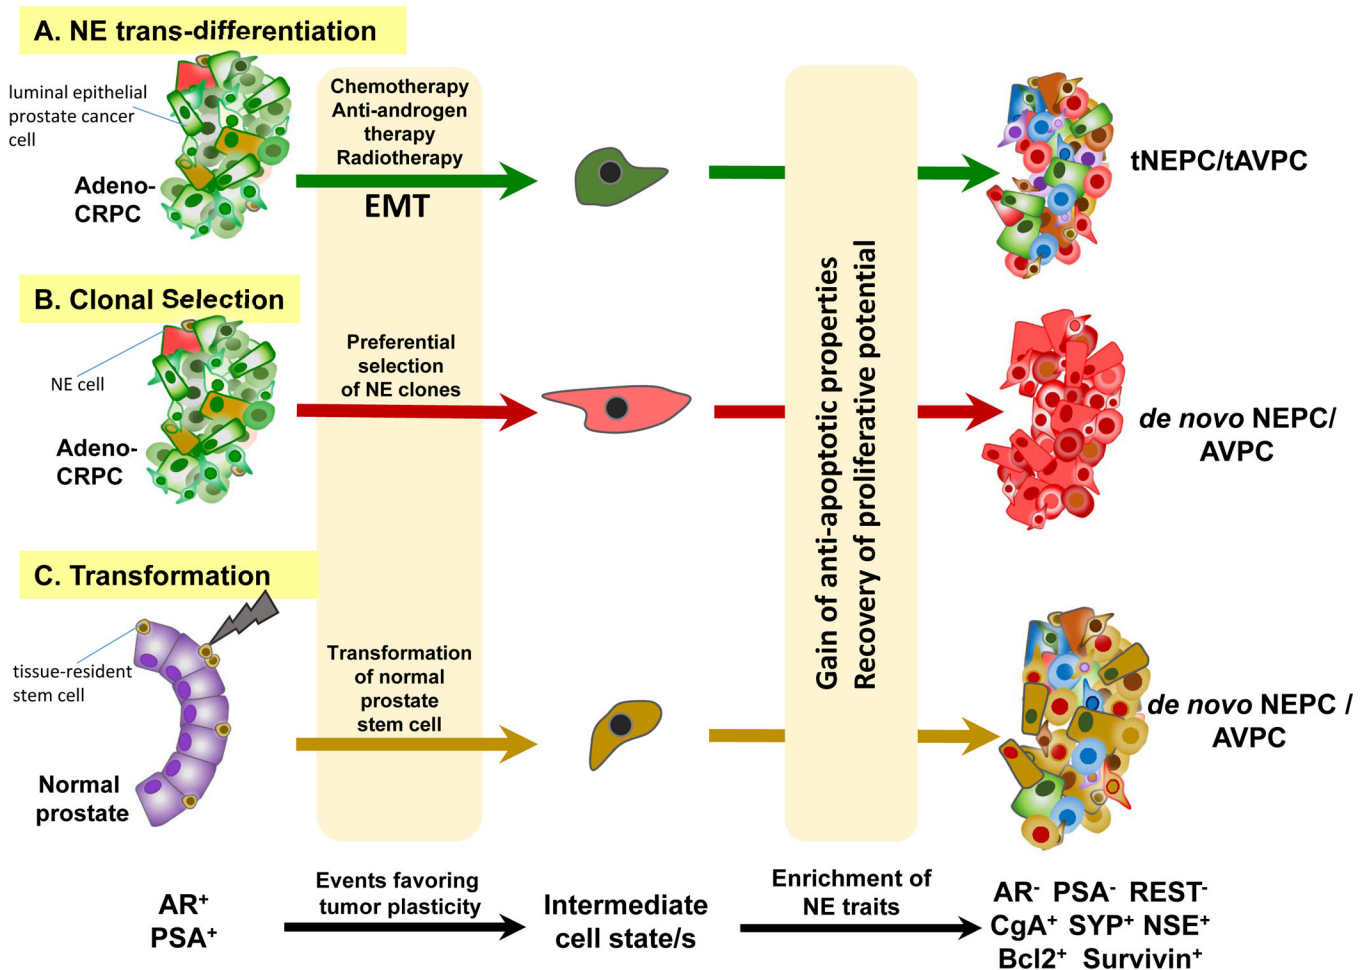 A. NE trans-differentiation
luminal epithelial
prostate cancer
cell
Adeno-
CRPC
Chemotherapy
Anti-androgen
therapy
Radiotherapy
EMT
tNEPC/tAVPC
B. Clonal Selection
NE cell
Adeno-
CRPC
Preferential
selection
of NE clones
de novo NEPC/
AVPC
C. Transformation
tissue-resident
stem cell
Normal
prostate
Transformation
of normal
prostate
stem cell
de novo NEPC /
AVPC
Gain of anti-apoptotic properties
Recovery of proliferative potential
AR⁺
PSA⁺
Events favoring
tumor plasticity
Intermediate
cell state/s
Enrichment of
NE traits
AR⁻ PSA⁻ REST⁻
CgA⁺ SYP⁺ NSE⁺
Bcl2⁺ Survivin⁺